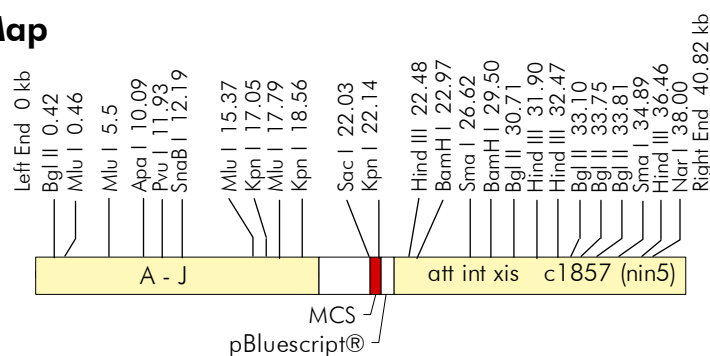 Map
Left End 0 kb
Bgl II 0.42
Mlu I 0.46
Mlu I 5.5
Apa I 10.09
Pvu I 11.93
SnaB I 12.19
Mlu I 15.37
Kpn I 17.05
Mlu I 17.79
Kpn I 18.56
Sac I 22.03
Kpn I 22.14
Hind III 22.48
BamH I 22.97
Sma I 26.62
BamH I 29.50
Bgl II 30.71
Hind III 31.90
Hind III 32.47
Bgl II 33.10
Bgl II 33.75
Bgl II 33.81
Sma I 34.89
Hind III 36.46
Nar I 38.00
Right End 40.82 kb
A - J
att int xis
c1857 (nin5)
MCS
pBluescript®